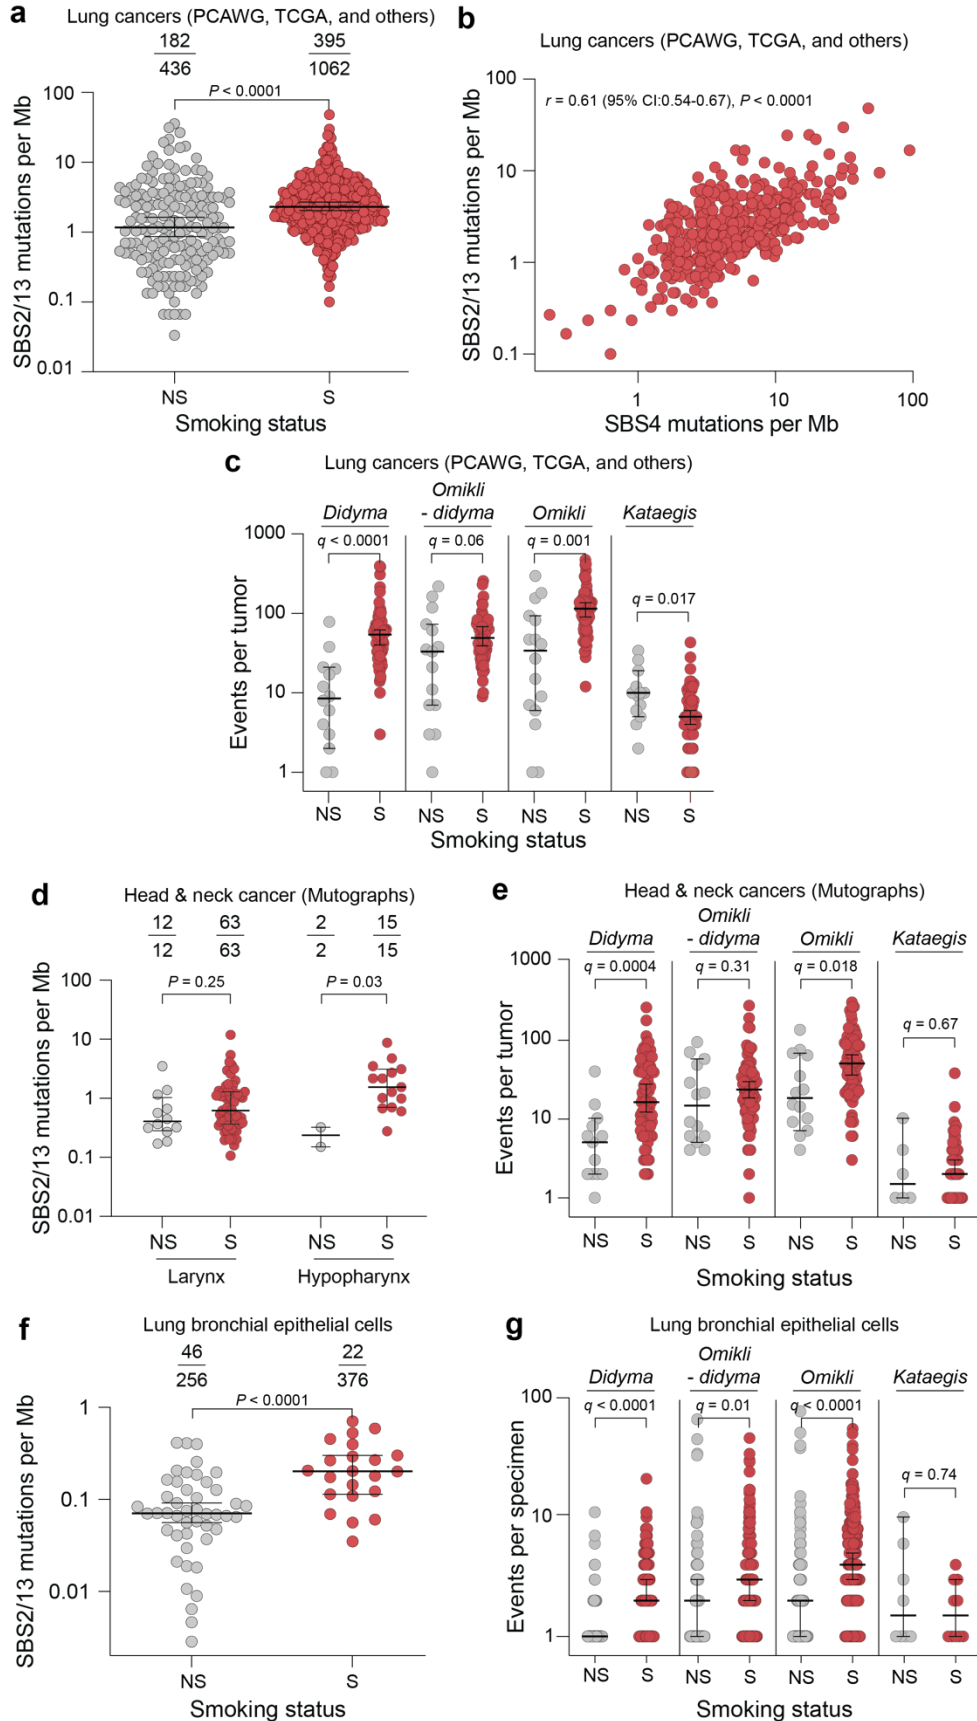 a
Lung cancers (PCAWG, TCGA, and others)
182
436
395
1062
P < 0.0001
100
10
1
0.1
0.01
SBS2/13 mutations per Mb
NS
S
Smoking status
b
Lung cancers (PCAWG, TCGA, and others)
r = 0.61 (95% CI:0.54-0.67), P < 0.0001
100
10
1
0.1
SBS2/13 mutations per Mb
1
10
100
SBS4 mutations per Mb
c
Lung cancers (PCAWG, TCGA, and others)
Didyma
Omikli
- didyma
Omikli
Kataegis
q < 0.0001
q = 0.06
q = 0.001
q = 0.017
1000
100
10
1
Events per tumor
NS
S
NS
S
NS
S
NS
S
Smoking status
d
Head & neck cancer (Mutographs)
12
12
63
63
2
2
15
15
P = 0.25
P = 0.03
100
10
1
0.1
0.01
SBS2/13 mutations per Mb
NS
S
NS
S
Larynx
Hypopharynx
e
Head & neck cancers (Mutographs)
Didyma
Omikli
- didyma
Omikli
Kataegis
q = 0.0004
q = 0.31
q = 0.018
q = 0.67
1000
100
10
1
Events per tumor
NS
S
NS
S
NS
S
NS
S
Smoking status
f
Lung bronchial epithelial cells
46
256
22
376
P < 0.0001
1
0.1
0.01
SBS2/13 mutations per Mb
NS
S
Smoking status
g
Lung bronchial epithelial cells
Didyma
Omikli
- didyma
Omikli
Kataegis
q < 0.0001
q = 0.01
q < 0.0001
q = 0.74
100
10
1
Events per specimen
NS
S
NS
S
NS
S
NS
S
Smoking status